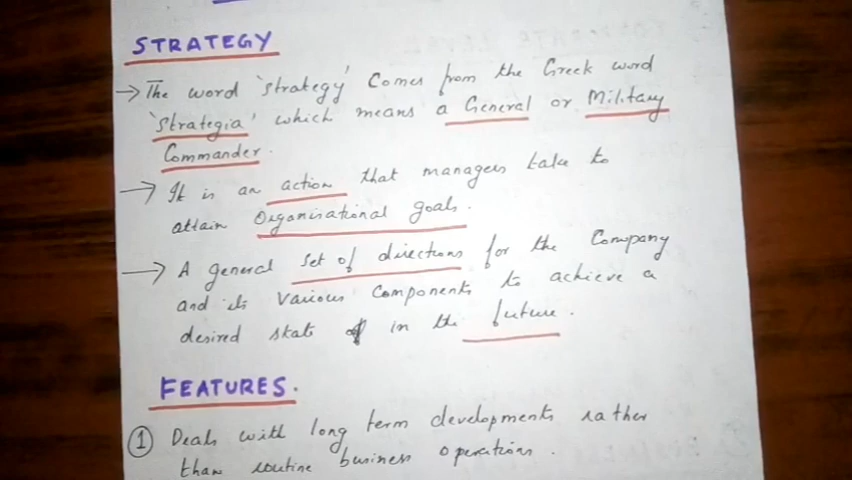 STRATEGY
→ The word 'strategy' comes from the Greek word
'strategia' which means a General or Military
Commander.
→ It is an action that managers take to
attain Organisational goals.
→ A general set of directions for the Company
and its various components to achieve a
desired state in the future.
FEATURES.
1 Deals with long term developments rather
than routine business operations.